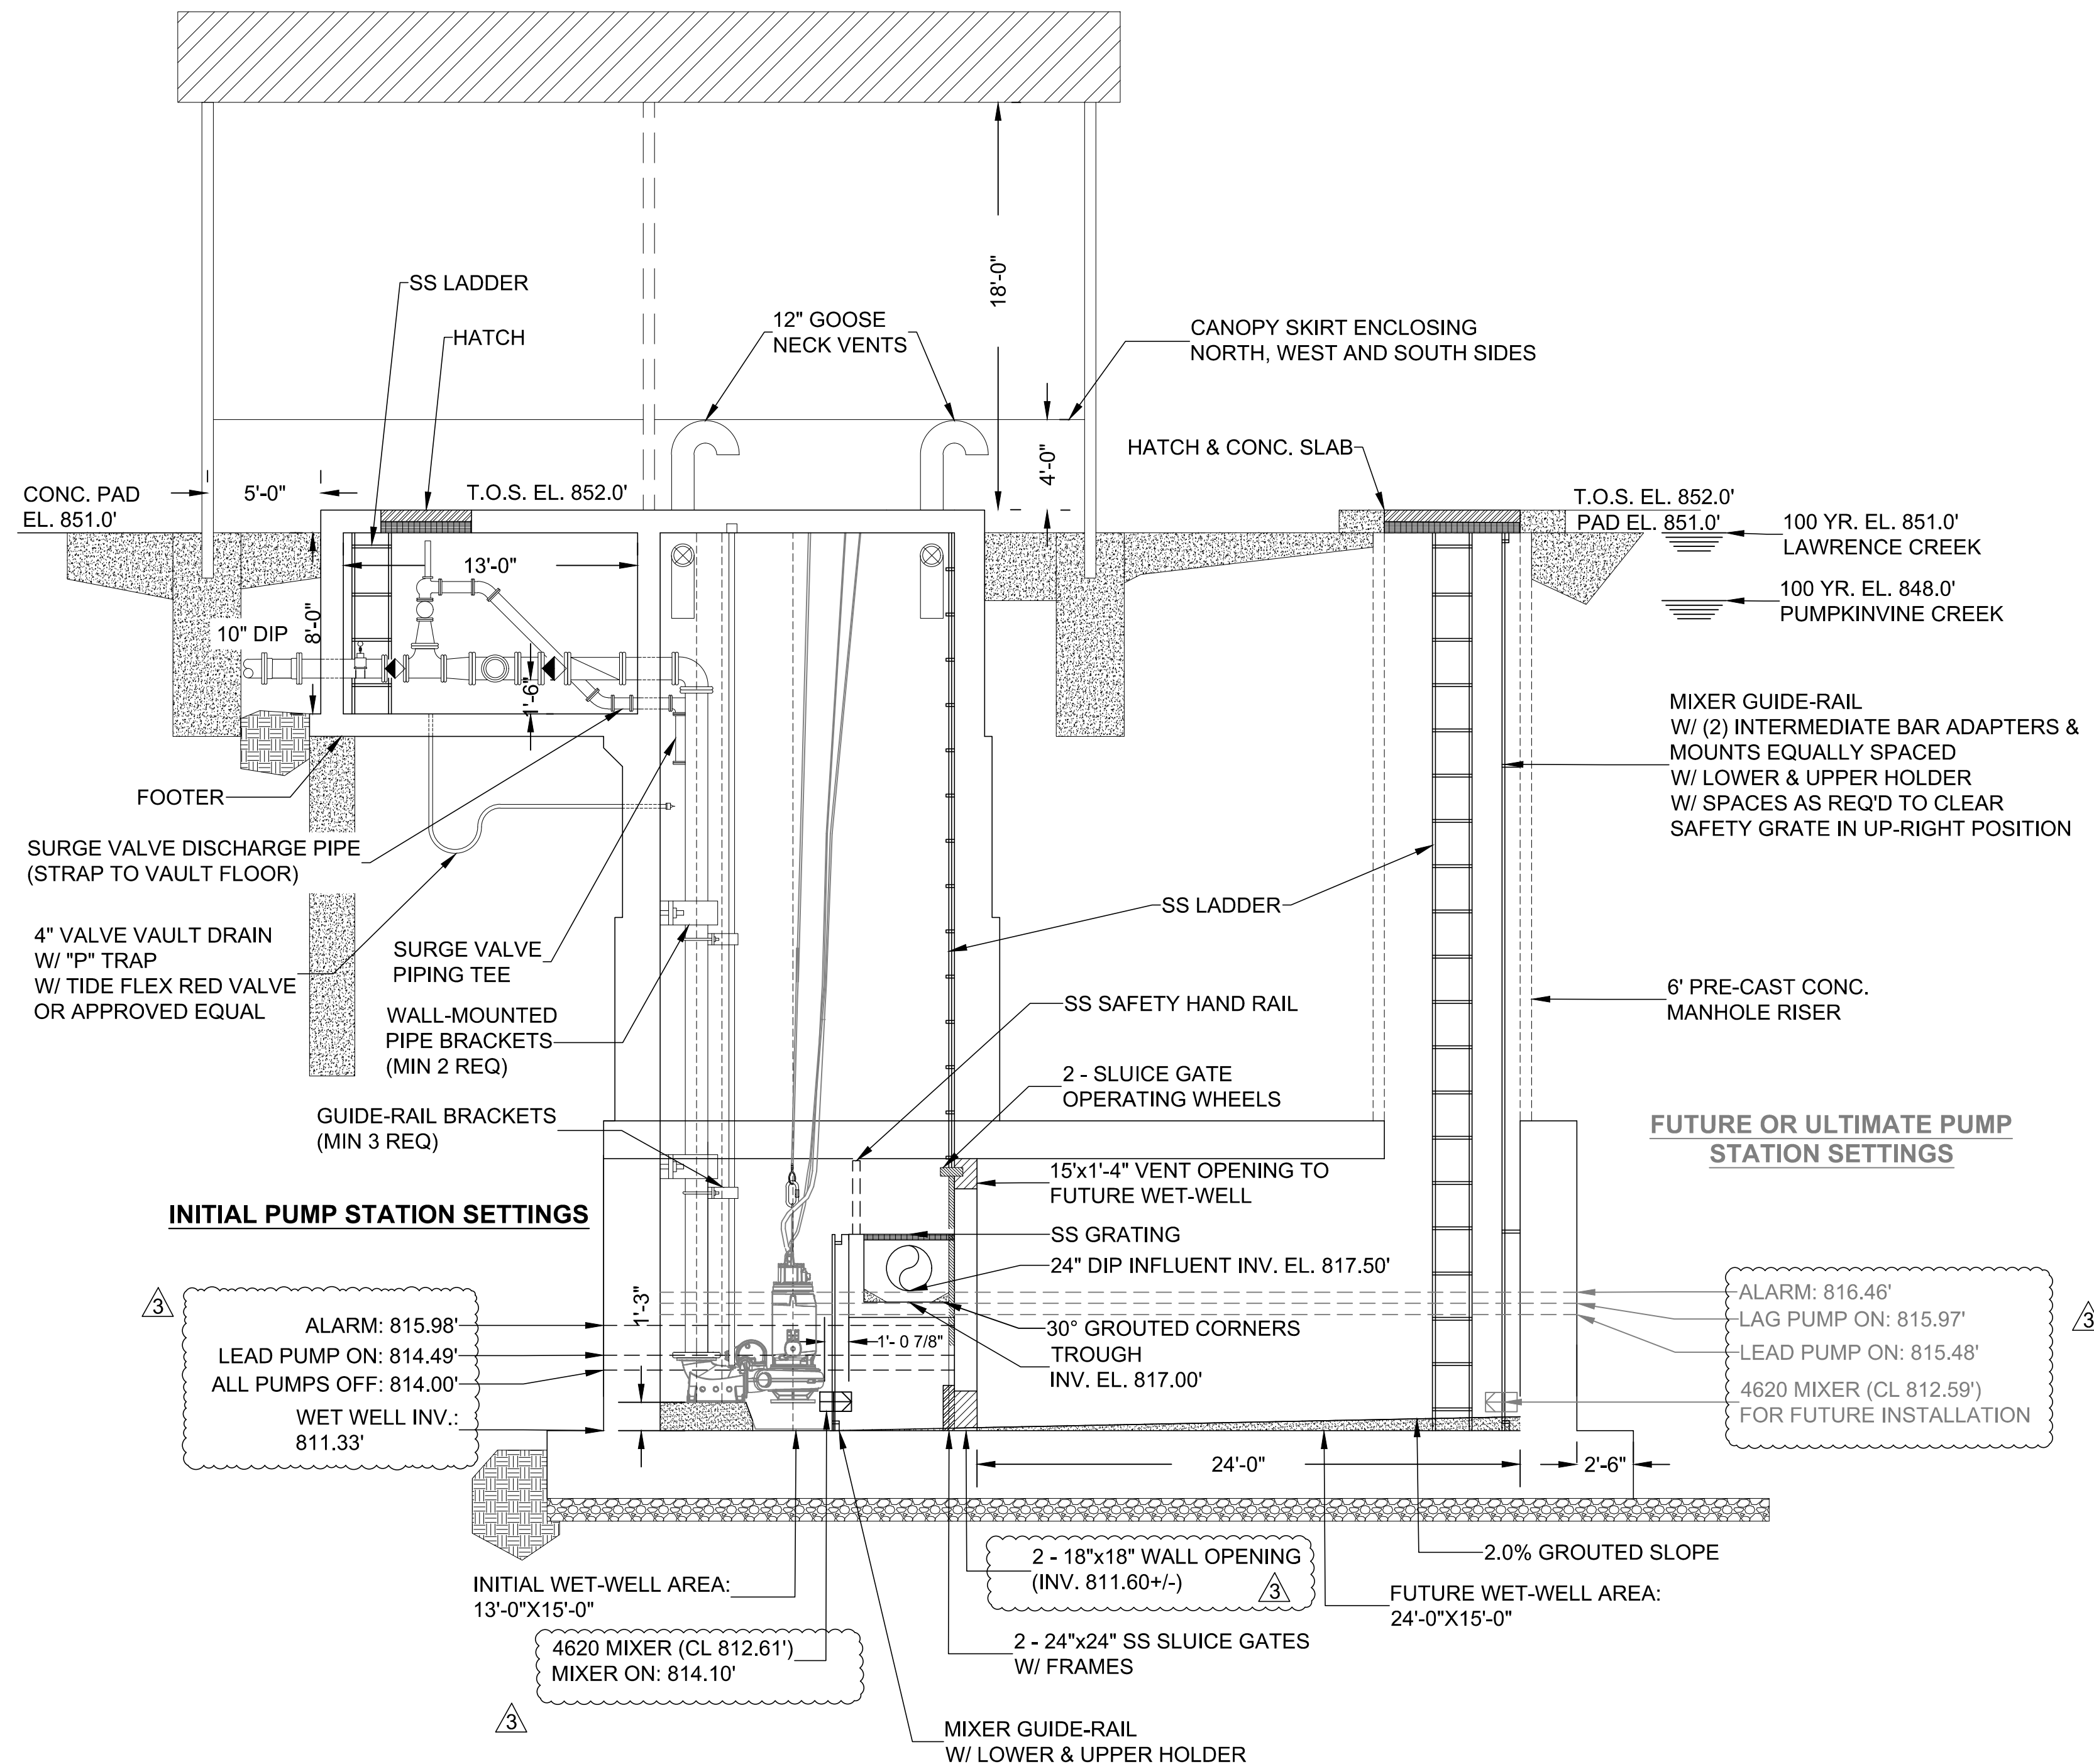 18'-0"
SS LADDER
HATCH
12" GOOSE
NECK VENTS
CANOPY SKIRT ENCLOSING
NORTH, WEST AND SOUTH SIDES
4'-0"
HATCH & CONC. SLAB
CONC. PAD
EL. 851.0'
5'-0"
T.O.S. EL. 852.0'
T.O.S. EL. 852.0'
PAD EL. 851.0'
100 YR. EL. 851.0'
LAWRENCE CREEK
100 YR. EL. 848.0'
PUMPKINVINE CREEK
13'-0"
8'-0"
10" DIP
1'-6"
MIXER GUIDE-RAIL
W/ (2) INTERMEDIATE BAR ADAPTERS &
MOUNTS EQUALLY SPACED
W/ LOWER & UPPER HOLDER
W/ SPACES AS REQ'D TO CLEAR
SAFETY GRATE IN UP-RIGHT POSITION
FOOTER
SURGE VALVE DISCHARGE PIPE
(STRAP TO VAULT FLOOR)
4" VALVE VAULT DRAIN
W/ "P" TRAP
W/ TIDE FLEX RED VALVE
OR APPROVED EQUAL
SURGE VALVE
PIPING TEE
WALL-MOUNTED
PIPE BRACKETS
(MIN 2 REQ)
GUIDE-RAIL BRACKETS
(MIN 3 REQ)
SS LADDER
SS SAFETY HAND RAIL
6' PRE-CAST CONC.
MANHOLE RISER
2 - SLUICE GATE
OPERATING WHEELS
15'x1'-4" VENT OPENING TO
FUTURE WET-WELL
SS GRATING
24" DIP INFLUENT INV. EL. 817.50'
30° GROUTED CORNERS
TROUGH
INV. EL. 817.00'
FUTURE OR ULTIMATE PUMP
STATION SETTINGS
INITIAL PUMP STATION SETTINGS
3
ALARM: 815.98'
LEAD PUMP ON: 814.49'
ALL PUMPS OFF: 814.00'
WET WELL INV.:
811.33'
1'-3"
1'- 0 7/8"
ALARM: 816.46'
LAG PUMP ON: 815.97'
LEAD PUMP ON: 815.48'
4620 MIXER (CL 812.59')
FOR FUTURE INSTALLATION
3
24'-0"
2'-6"
2 - 18"x18" WALL OPENING
(INV. 811.60+/-)
3
2.0% GROUTED SLOPE
INITIAL WET-WELL AREA:
13'-0"X15'-0"
FUTURE WET-WELL AREA:
24'-0"X15'-0"
4620 MIXER (CL 812.61')
MIXER ON: 814.10'
3
2 - 24"x24" SS SLUICE GATES
W/ FRAMES
MIXER GUIDE-RAIL
W/ LOWER & UPPER HOLDER